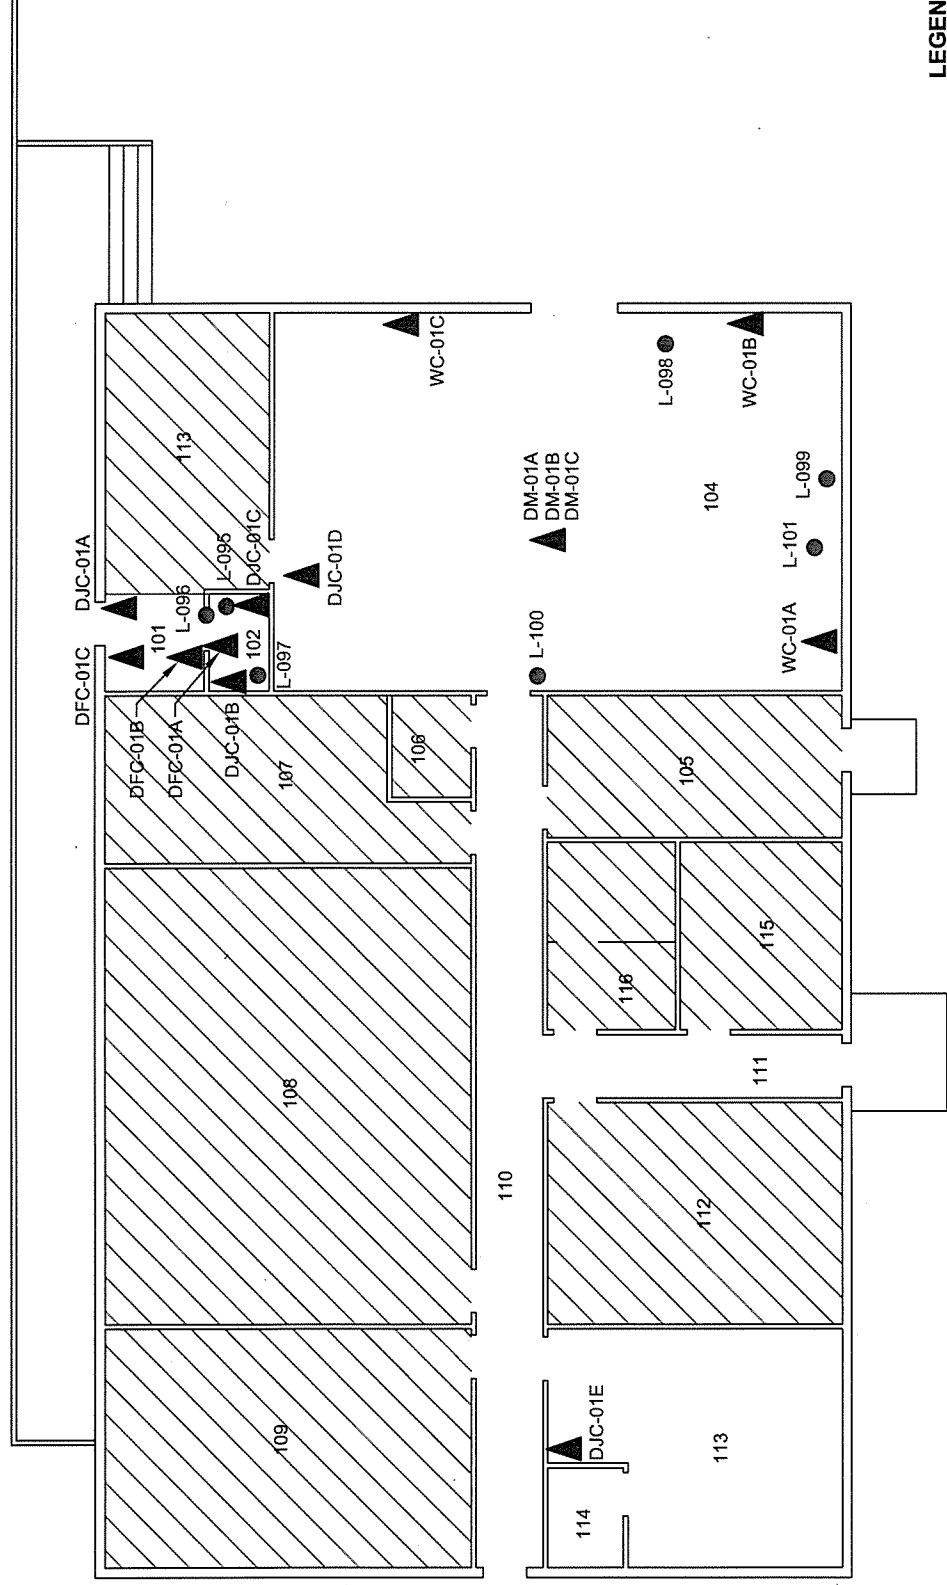 LEGEN
DJC-01A
DFC-01C
113
WC-01C
L-098
WC-01B
DM-01A
DM-01B
DM-01C
104
L-099
L-101
L-095
DJC-01C
L-096
DJC-01D
101
102
L-097
L-100
WC-01A
DFC-01B
DFC-01A
DJC-01B
107
106
105
108
116
115
111
110
112
109
DJC-01E
114
113